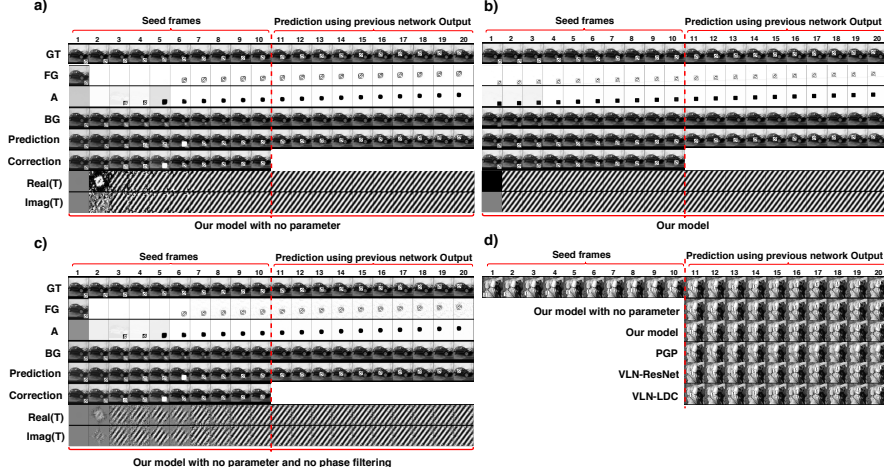 a)
Seed frames
Prediction using previous network Output
1 2 3 4 5 6 7 8 9 10 11 12 13 14 15 16 17 18 19 20
GT
FG
A
BG
Prediction
Correction
Real(T)
Imag(T)
Our model with no parameter
b)
Seed frames
Prediction using previous network Output
1 2 3 4 5 6 7 8 9 10 11 12 13 14 15 16 17 18 19 20
Our model
c)
Seed frames
Prediction using previous network Output
1 2 3 4 5 6 7 8 9 10 11 12 13 14 15 16 17 18 19 20
GT
FG
A
BG
Prediction
Correction
Real(T)
Imag(T)
Our model with no parameter and no phase filtering
d)
Seed frames
Prediction using previous network Output
1 2 3 4 5 6 7 8 9 10 11 12 13 14 15 16 17 18 19 20
Our model with no parameter
Our model
PGP
VLN-ResNet
VLN-LDC